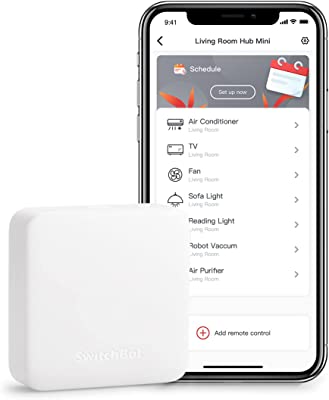 9:41
Living Room Hub Mini
Schedule
Set up now
Air Conditioner
Living Room
TV
Living Room
Fan
Living Room
Sofa Light
Living Room
Reading Light
Living Room
Robot Vaccum
Living Room
Air Purifier
Living Room
Add remote control
SwitchBot